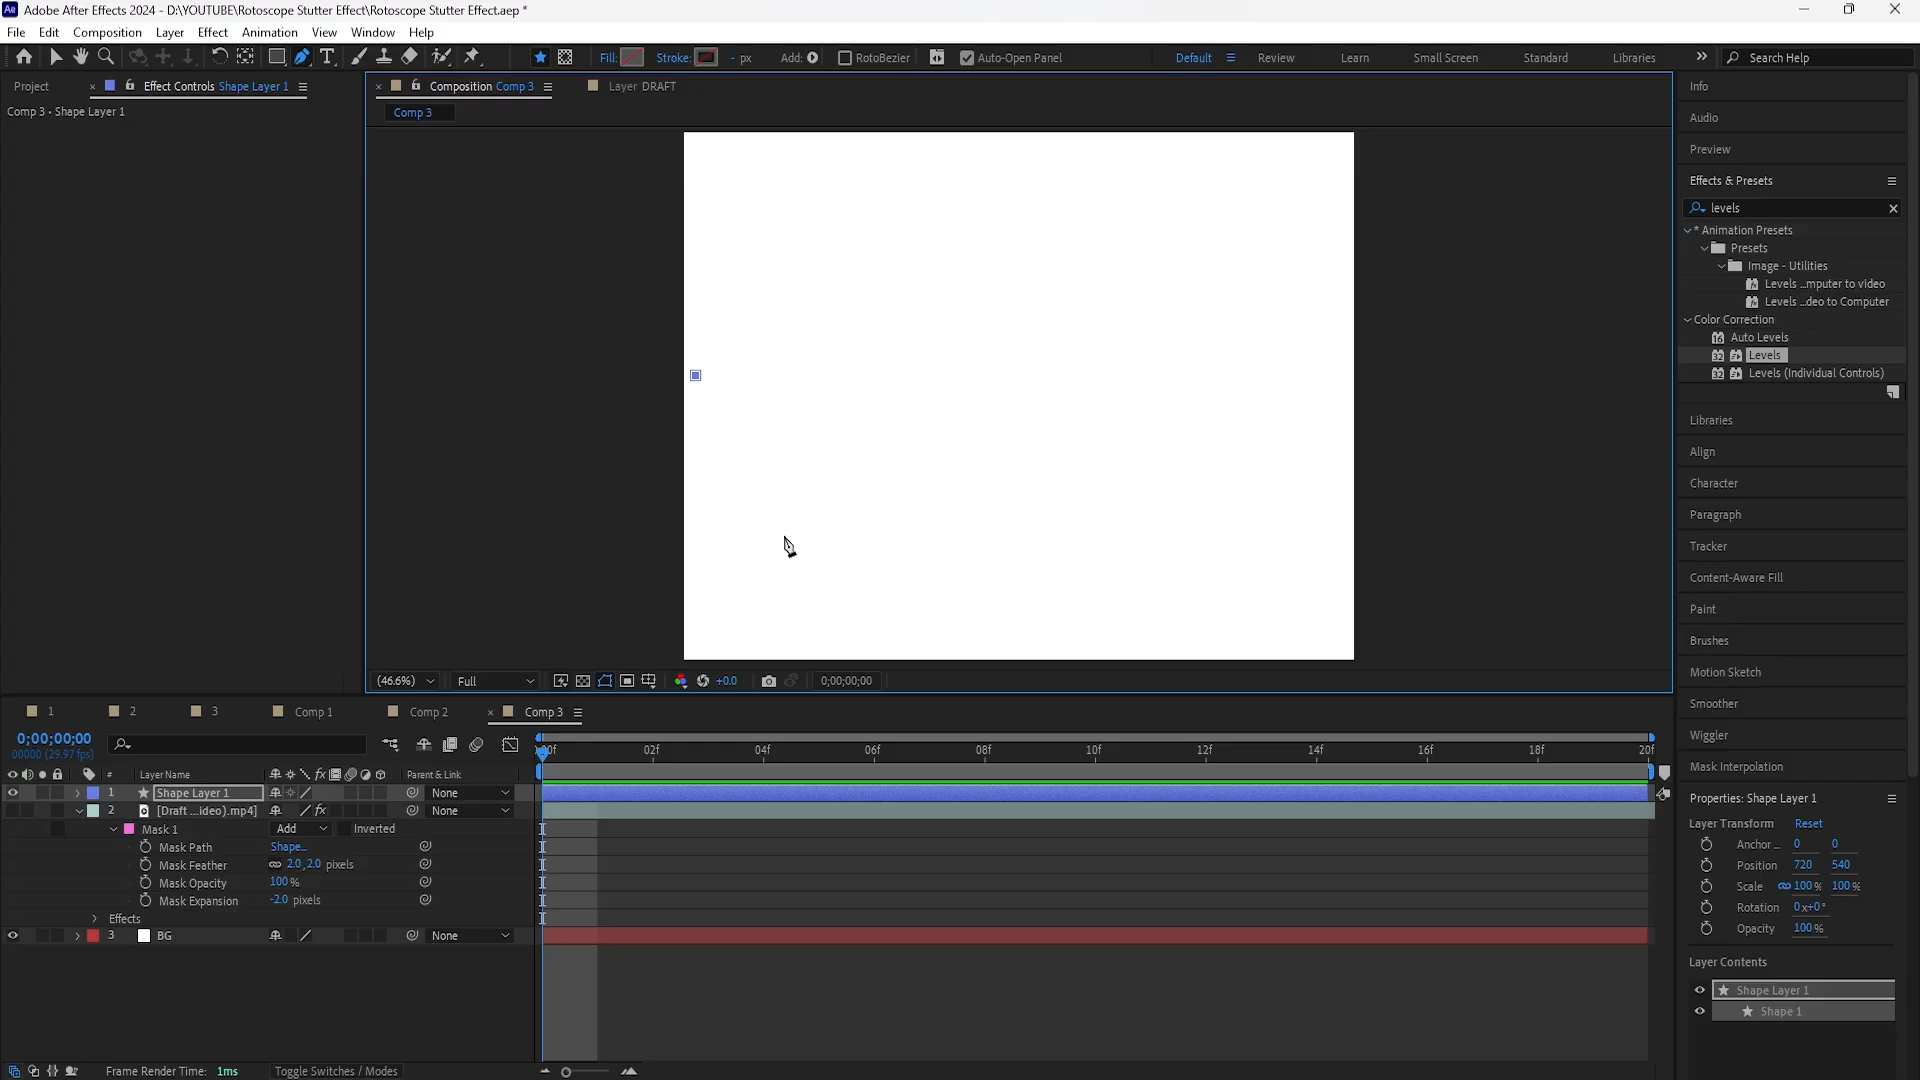 Adobe After Effects 2024 - D:\YOUTUBE\Rotoscope Stutter Effect\Rotoscope Stutter Effect.aep *
File Edit Composition Layer Effect Animation View Window Help
Fill: Stroke: - px Add: RotoBezier Auto-Open Panel Default Review Learn Small Screen Standard Libraries Search Help
Project Effect Controls Shape Layer 1
Comp 3 - Shape Layer 1
Composition Comp 3 Layer DRAFT
Comp 3
(46.6%) Full +0.0 0;00;00;00
Info
Audio
Preview
Effects & Presets
levels
* Animation Presets
Presets
Image - Utilities
Levels ...mputer to video
Levels ...deo to Computer
Color Correction
16 Auto Levels
32 Levels
32 Levels (Individual Controls)
Libraries
Align
Character
Paragraph
Tracker
Content-Aware Fill
Paint
Brushes
Motion Sketch
Smoother
Wiggler
Mask Interpolation
Properties: Shape Layer 1
Layer Transform Reset
Anchor ... 0 0
Position 720 540
Scale 100 % 100 %
Rotation 0x+0°
Opacity 100 %
Layer Contents
Shape Layer 1
Shape 1
1 2 3 Comp 1 Comp 2 Comp 3
0;00;00;00
00000 (29.97 fps)
02f 04f 06f 08f 10f 12f 14f 16f 18f 20f
# Layer Name fx Parent & Link
1 Shape Layer 1 None
2 [Draft ...ideo).mp4] fx None
Mask 1 Add Inverted
Mask Path Shape...
Mask Feather 2.0, 2.0 pixels
Mask Opacity 100 %
Mask Expansion -2.0 pixels
Effects
3 BG None
Frame Render Time: 1ms Toggle Switches / Modes